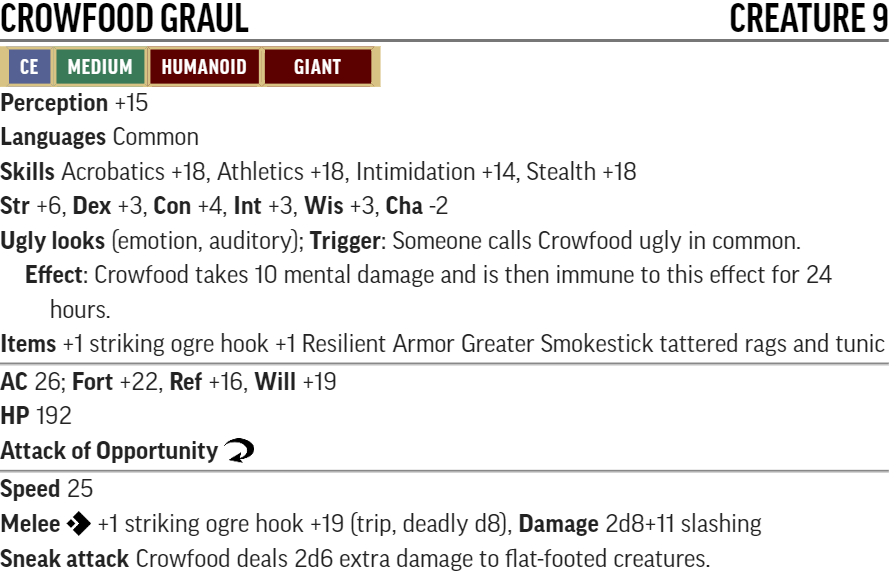 CROWFOOD GRAUL CREATURE 9
CE MEDIUM HUMANOID GIANT
Perception +15
Languages Common
Skills Acrobatics +18, Athletics +18, Intimidation +14, Stealth +18
Str +6, Dex +3, Con +4, Int +3, Wis +3, Cha -2
Ugly looks (emotion, auditory); Trigger: Someone calls Crowfood ugly in common.
Effect: Crowfood takes 10 mental damage and is then immune to this effect for 24
hours.
Items +1 striking ogre hook +1 Resilient Armor Greater Smokestick tattered rags and tunic
AC 26; Fort +22, Ref +16, Will +19
HP 192
Attack of Opportunity
Speed 25
Melee +1 striking ogre hook +19 (trip, deadly d8), Damage 2d8+11 slashing
Sneak attack Crowfood deals 2d6 extra damage to flat-footed creatures.